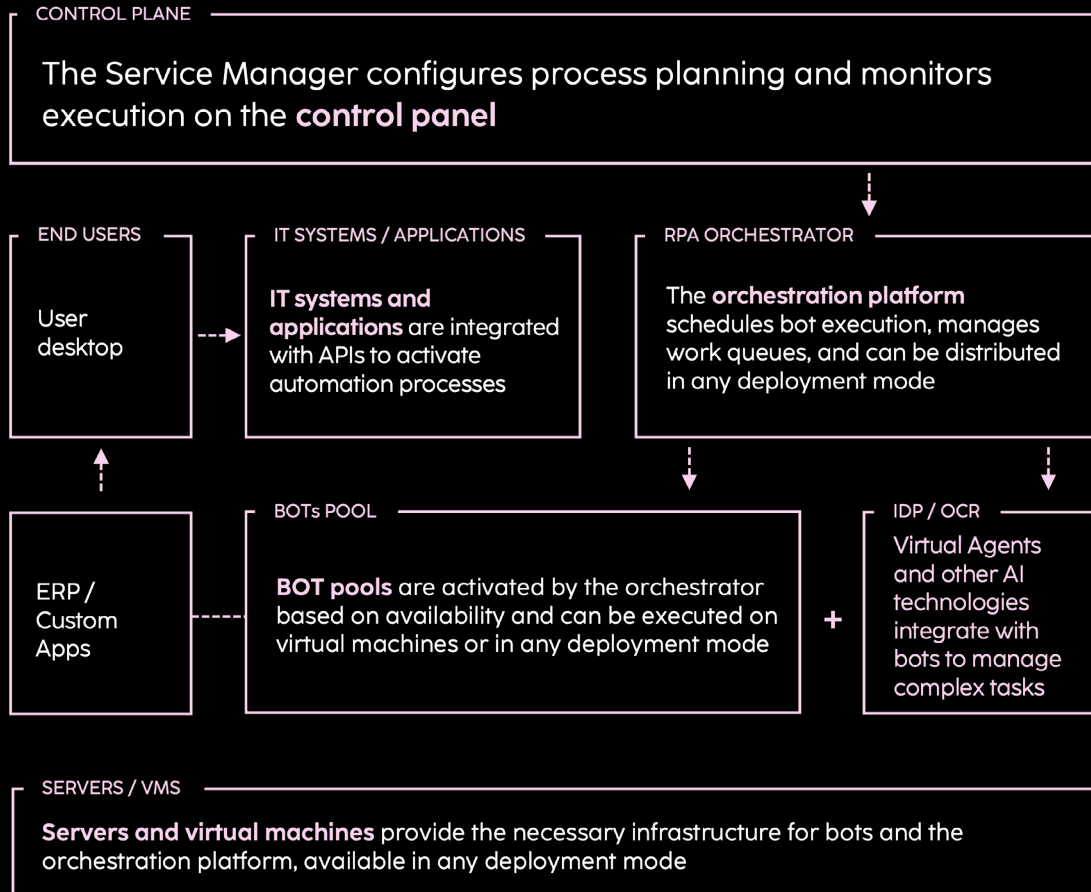 CONTROL PLANE
The Service Manager configures process planning and monitors
execution on the control panel
END USERS
User
desktop
IT SYSTEMS / APPLICATIONS
IT systems and
applications are integrated
with APIs to activate
automation processes
RPA ORCHESTRATOR
The orchestration platform
schedules bot execution, manages
work queues, and can be distributed
in any deployment mode
ERP /
Custom
Apps
BOTs POOL
BOT pools are activated by the orchestrator
based on availability and can be executed on
virtual machines or in any deployment mode
+
IDP / OCR
Virtual Agents
and other AI
technologies
integrate with
bots to manage
complex tasks
SERVERS / VMS
Servers and virtual machines provide the necessary infrastructure for bots and the
orchestration platform, available in any deployment mode